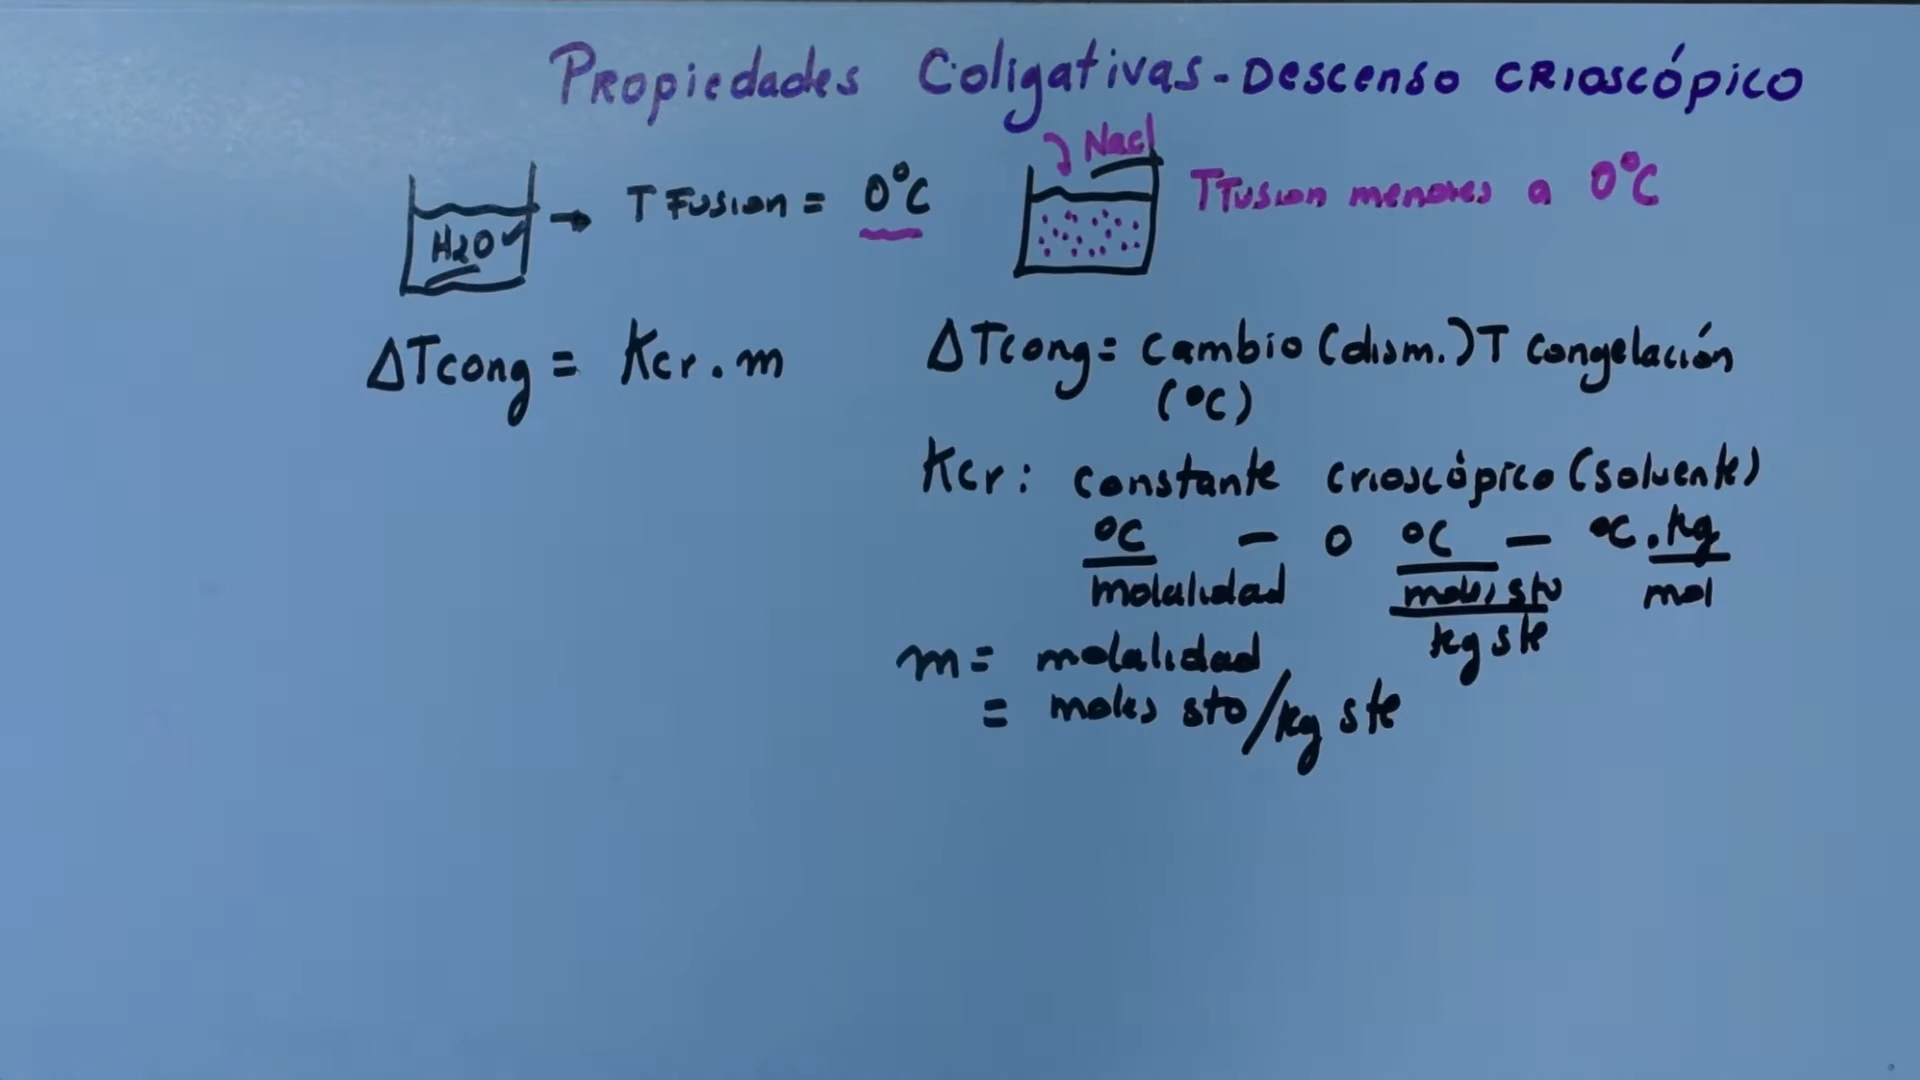 Propiedades Coligativas - Descenso CRIOSCÓPICO
H2O
T Fusion = 0°C
Nacl
T Fusion menores a 0°C
ΔTcong = Kcr . m
ΔTcong = cambio (dism.) T congelación
(°C)
Kcr : constante crioscópico (solvente)
°C — o °C — °C . kg
molalidad moles sto mol
kg ste
m = molalidad
= moles sto/kg ste